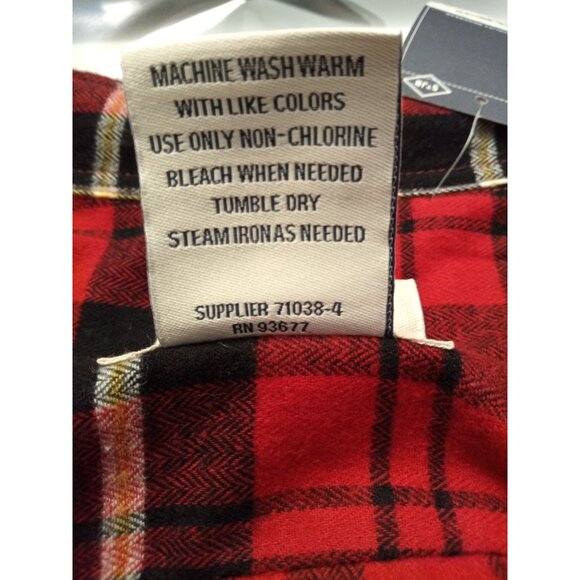 MACHINE WASH WARM
WITH LIKE COLORS
USE ONLY NON-CHLORINE
BLEACH WHEN NEEDED
TUMBLE DRY
STEAM IRON AS NEEDED
SUPPLIER 71038-4
RN 93677